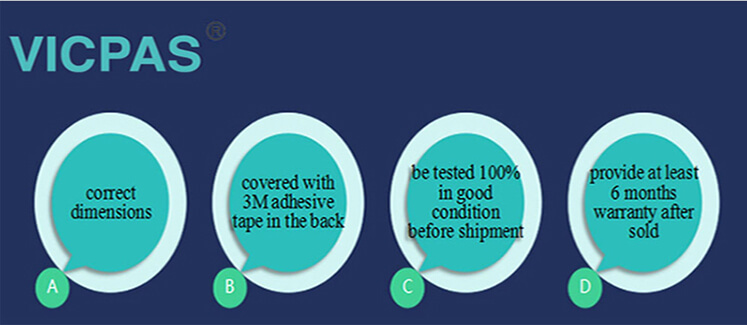 VICPAS®
correct
dimensions
A
covered with
3M adhesive
tape in the back
B
be tested 100%
in good
condition
before shipment
C
provide at least
6 months
warranty after
sold
D